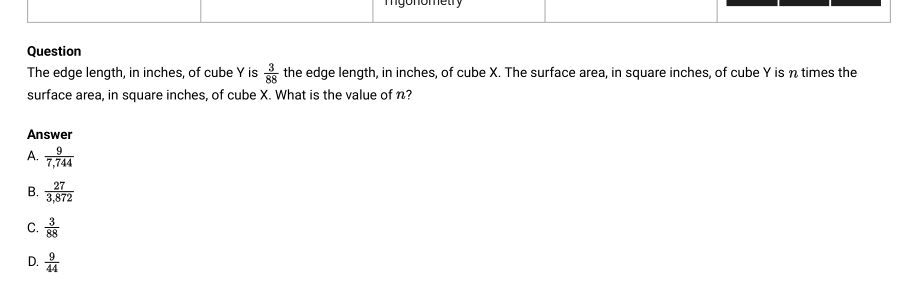 Trigonometry
Question
The edge length, in inches, of cube Y is 3/88 the edge length, in inches, of cube X. The surface area, in square inches, of cube Y is n times the
surface area, in square inches, of cube X. What is the value of n?
Answer
A. 9/7,744
B. 27/3,872
C. 3/88
D. 9/44